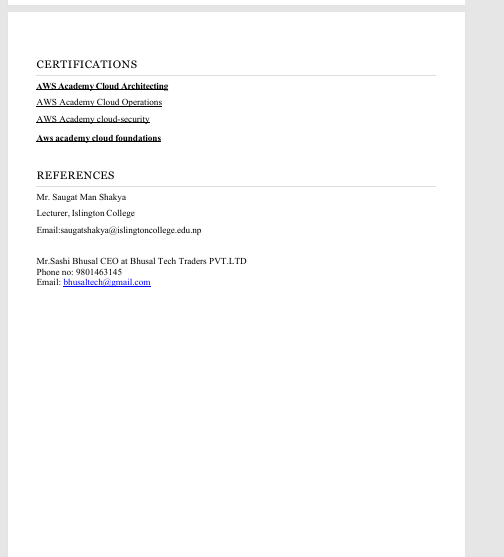 CERTIFICATIONS
AWS Academy Cloud Architecting
AWS Academy Cloud Operations
AWS Academy cloud-security
Aws academy cloud foundations
REFERENCES
Mr. Saugat Man Shakya
Lecturer, Islington College
Email:saugatshakya@islingtoncollege.edu.np
Mr.Sashi Bhusal CEO at Bhusal Tech Traders PVT.LTD
Phone no: 9801463145
Email: bhusaltech@gmail.com